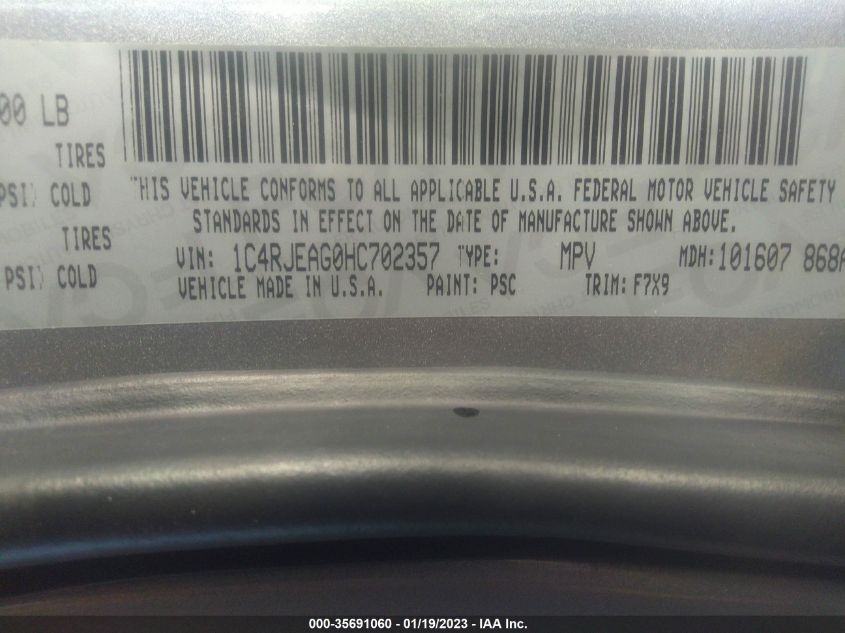 00 LB
TIRES
PSI) COLD
TIRES
PSI) COLD
THIS VEHICLE CONFORMS TO ALL APPLICABLE U.S.A. FEDERAL MOTOR VEHICLE SAFETY
STANDARDS IN EFFECT ON THE DATE OF MANUFACTURE SHOWN ABOVE.
VIN: 1C4RJEAG0HC702357 TYPE: MPV MDH:101607 868A
VEHICLE MADE IN U.S.A. PAINT: PSC TRIM: F7X9
000-35691060 - 01/19/2023 - IAA Inc.